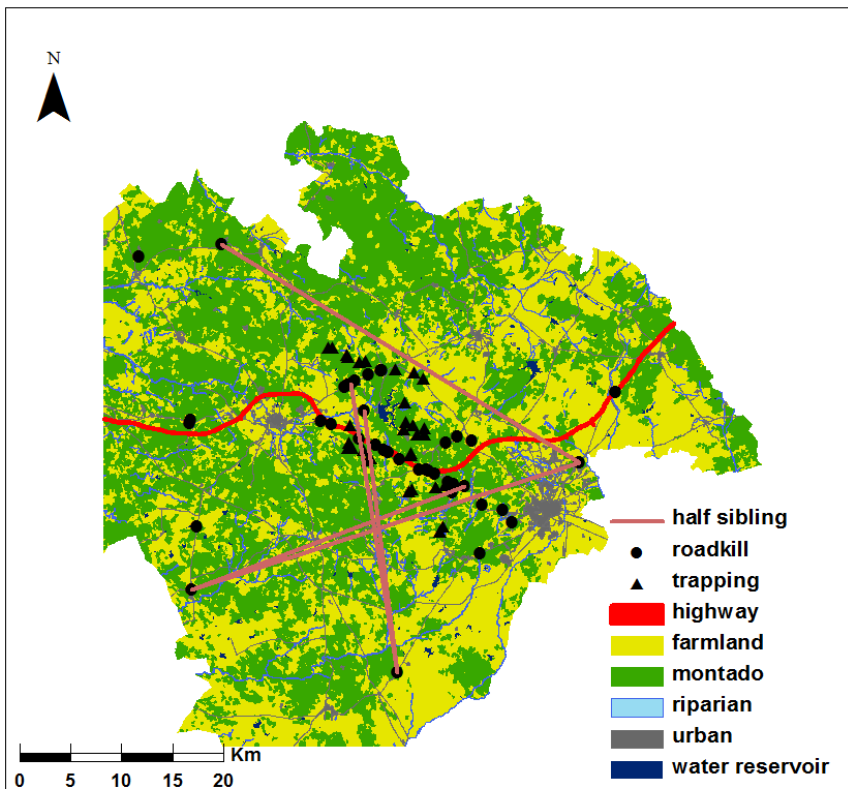 N
half sibling
roadkill
trapping
highway
farmland
montado
riparian
urban
water reservoir
Km
0 5 10 15 20